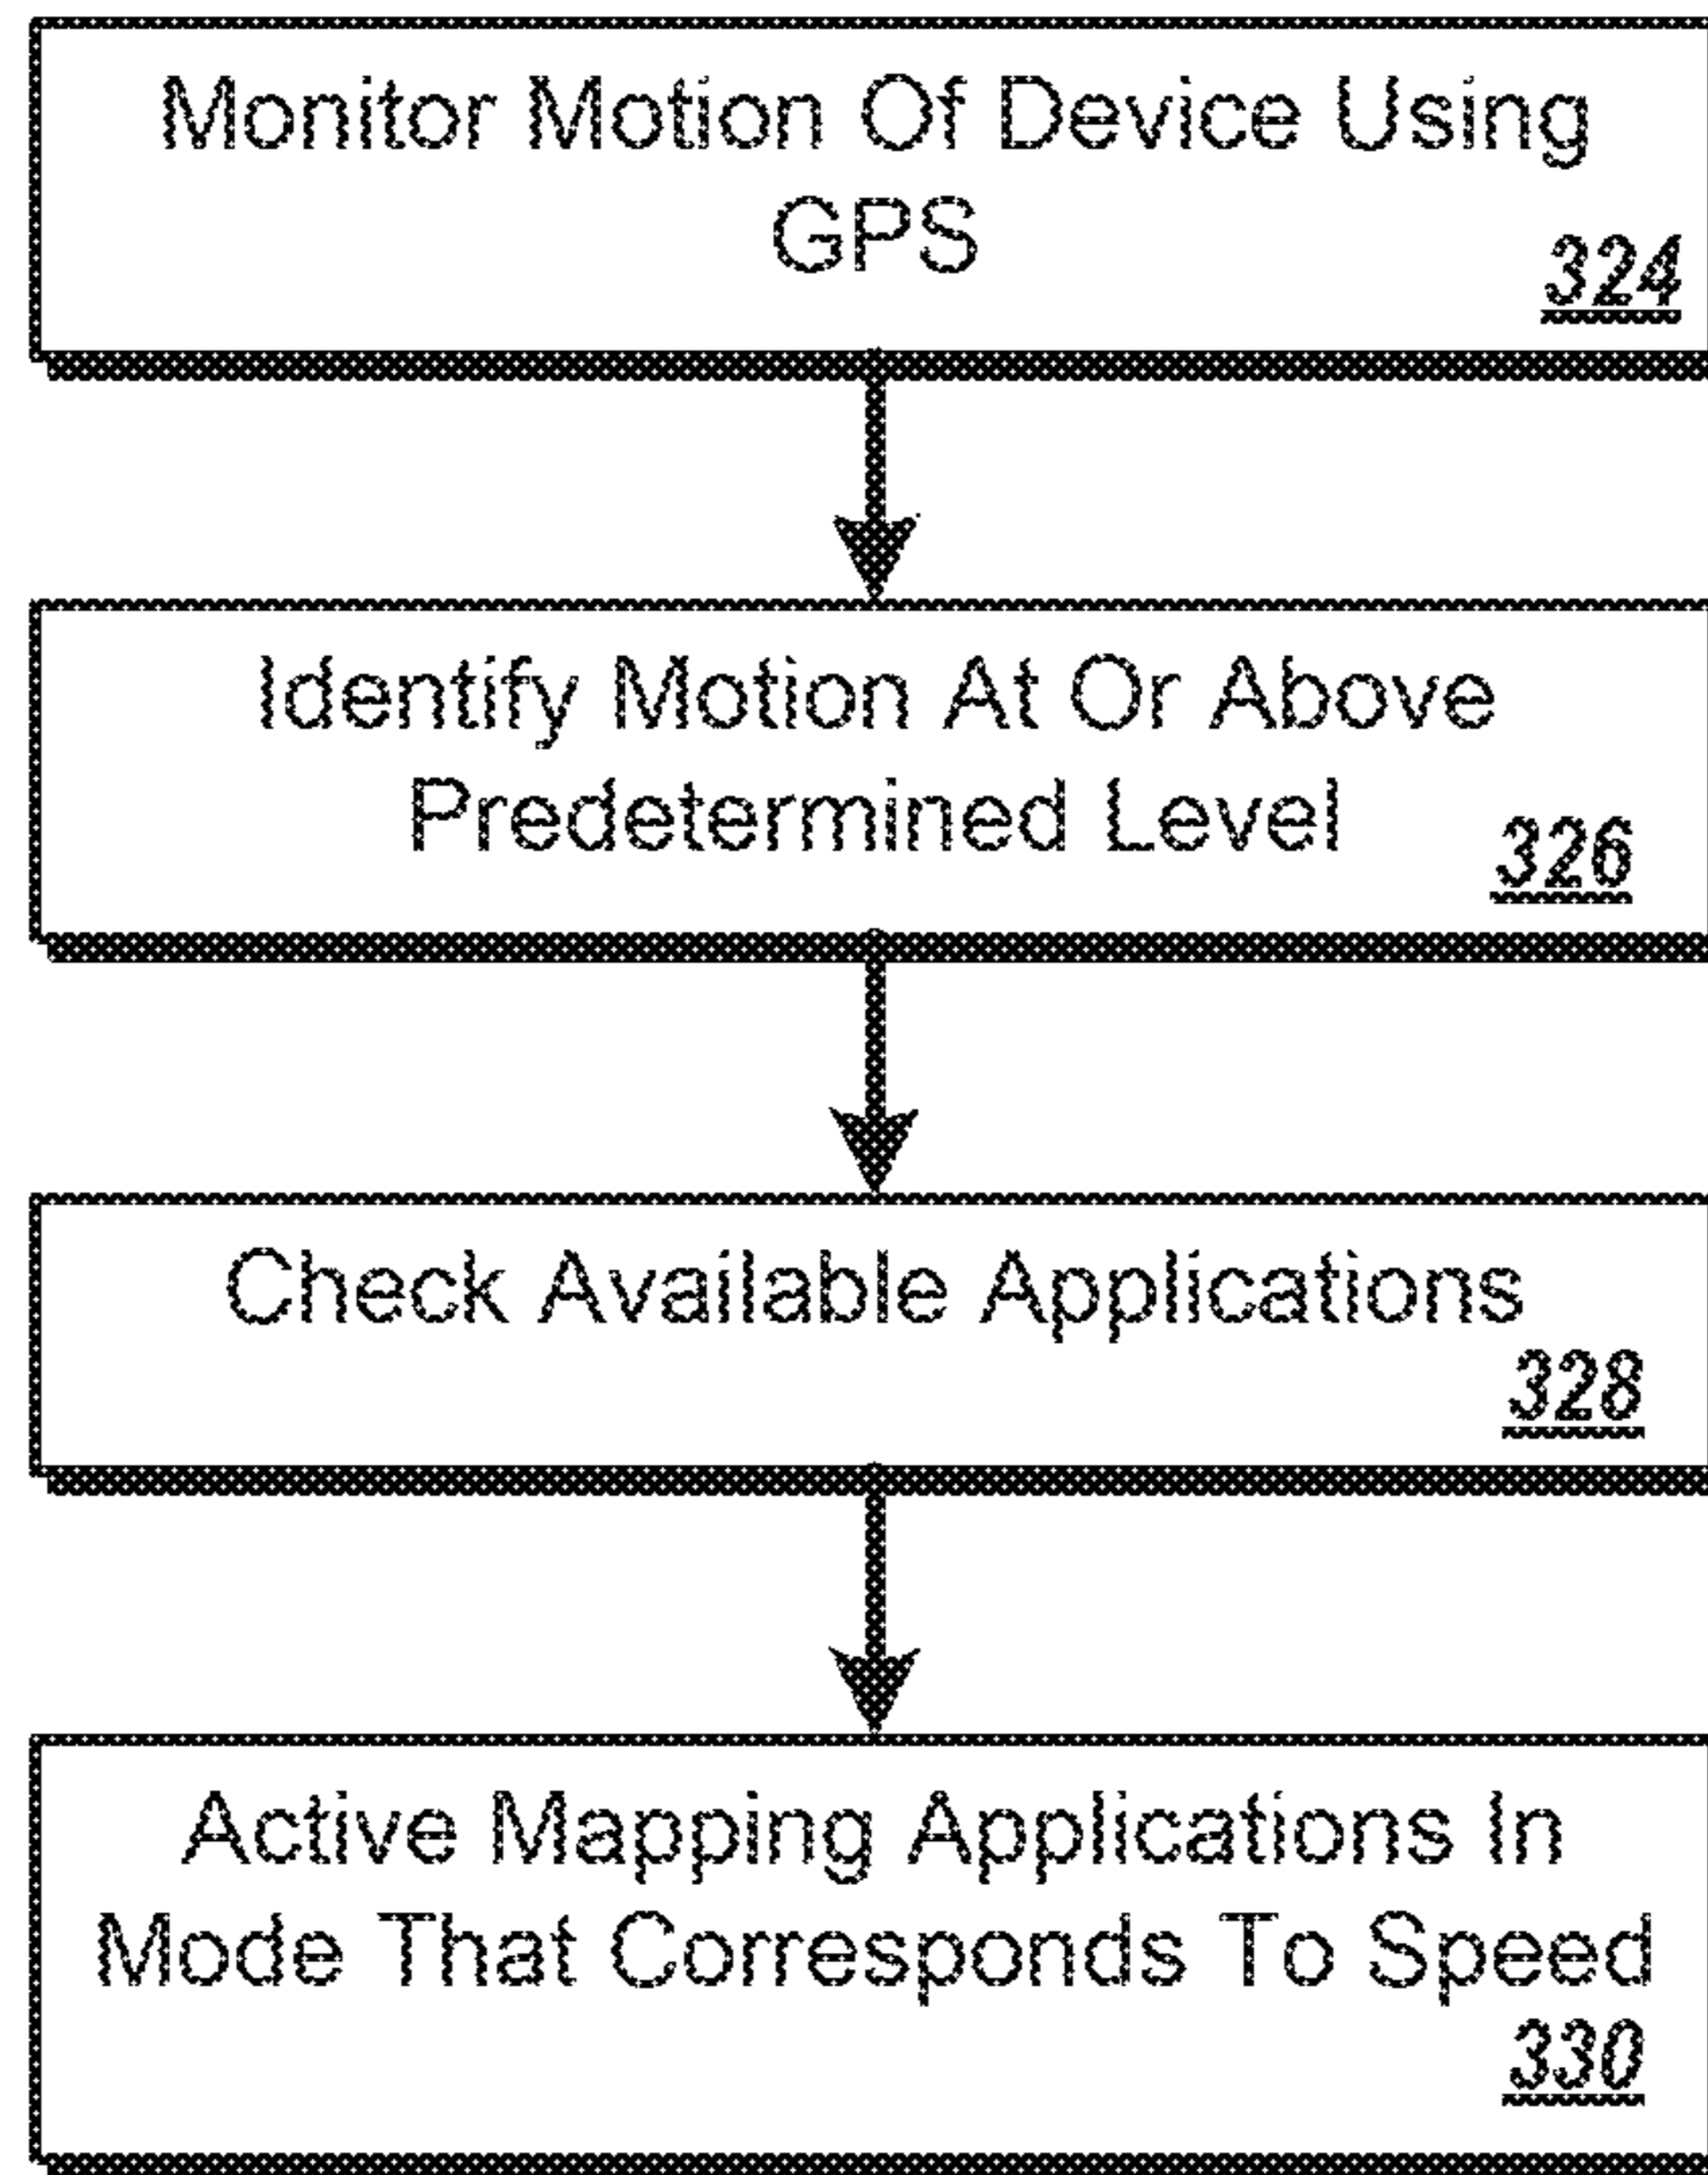 Monitor Motion Of Device Using
GPS
324
Identify Motion At Or Above
Predetermined Level
326
Check Available Applications
328
Active Mapping Applications In
Mode That Corresponds To Speed
330